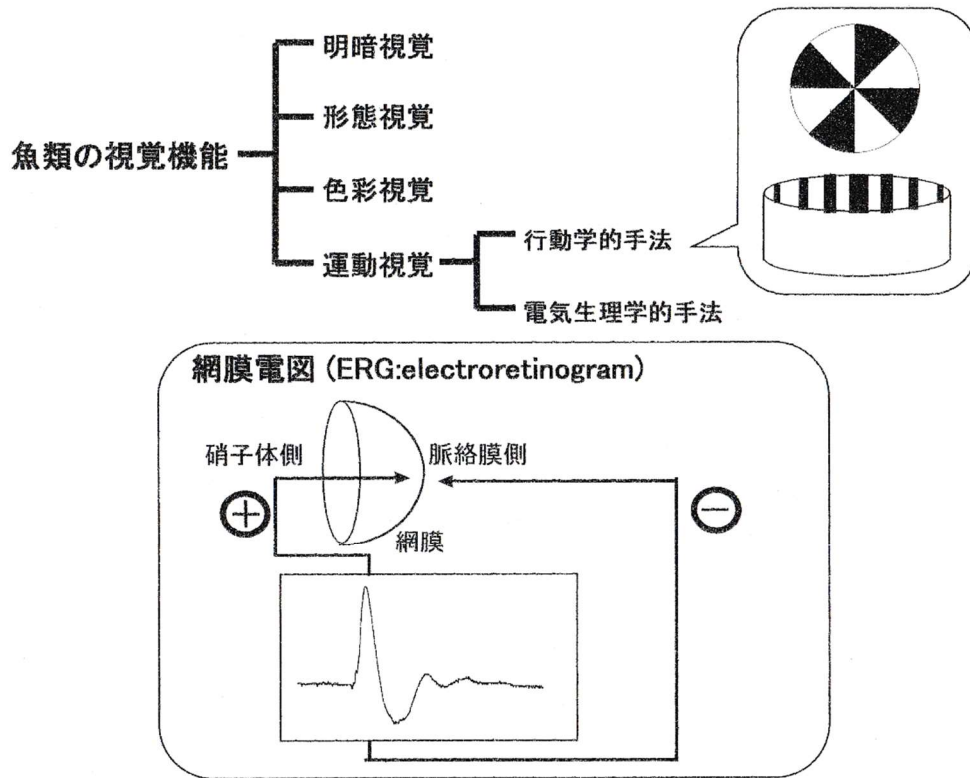 明暗視覚
形態視覚
魚類の視覚機能
色彩視覚
運動視覚
行動学的手法
電気生理学的手法
網膜電図 (ERG:electroretinogram)
硝子体側
脈絡膜側
+
−
網膜